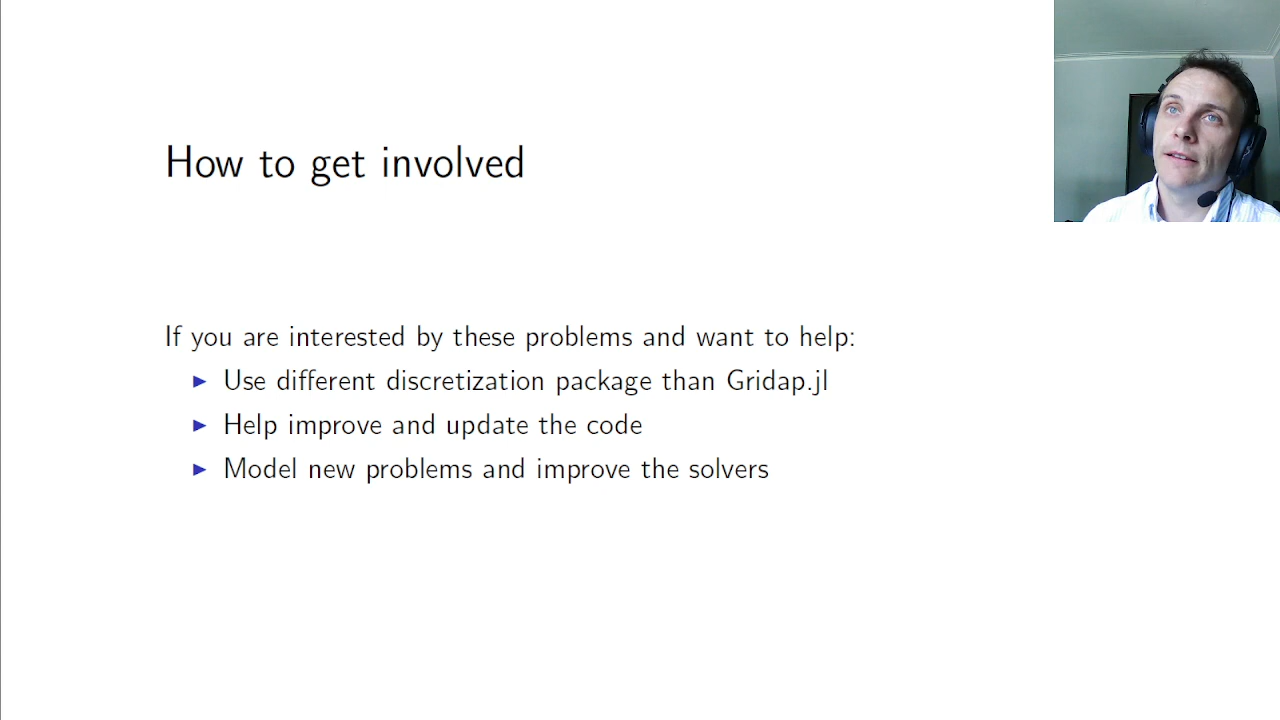 How to get involved
If you are interested by these problems and want to help:
▶ Use different discretization package than Gridap.jl
▶ Help improve and update the code
▶ Model new problems and improve the solvers